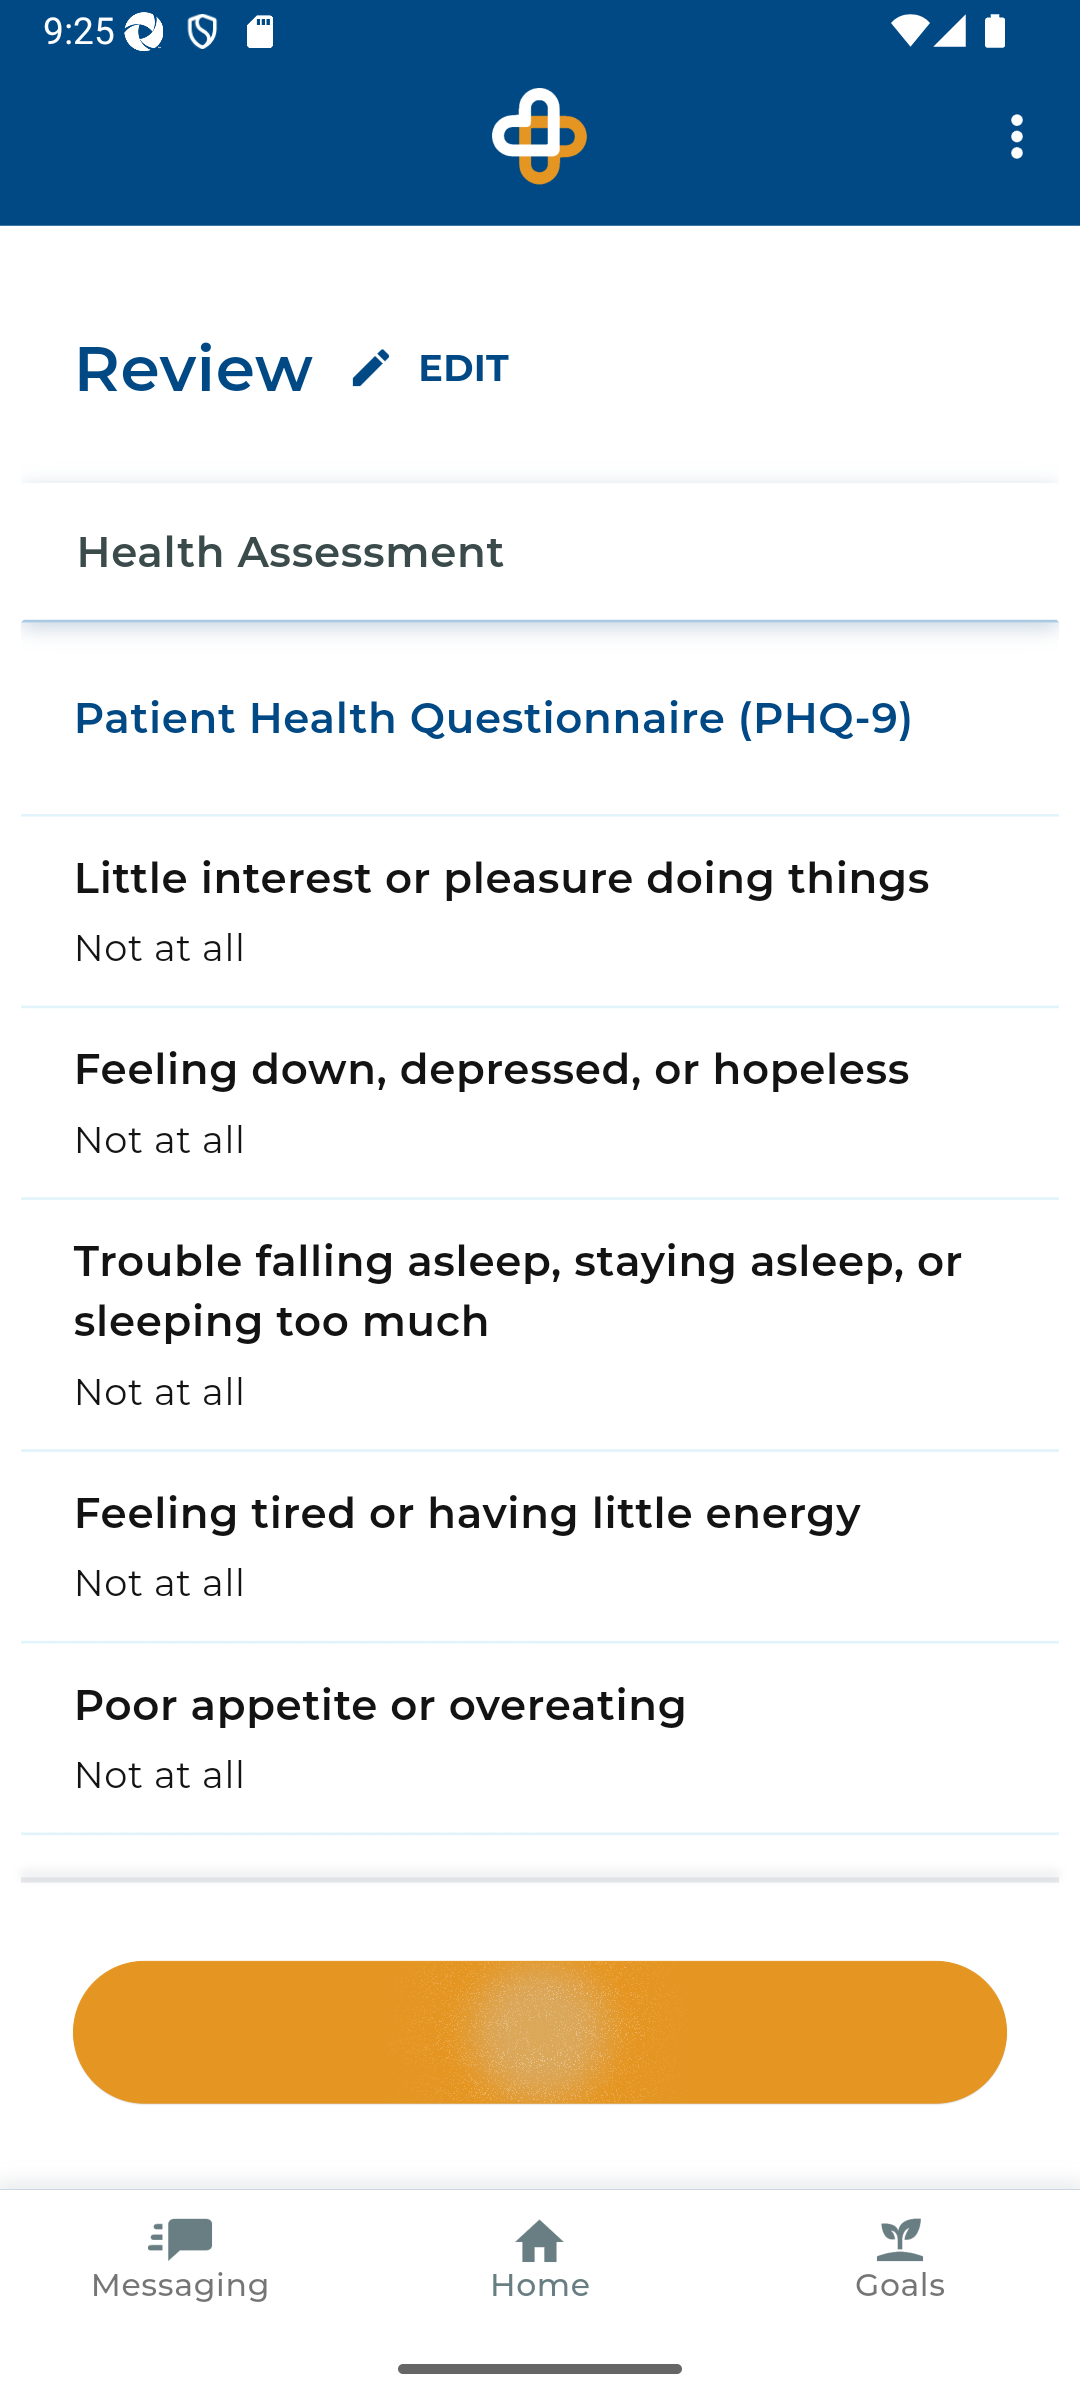 9:25
Review EDIT
Health Assessment
Patient Health Questionnaire (PHQ-9)
Little interest or pleasure doing things
Not at all
Feeling down, depressed, or hopeless
Not at all
Trouble falling asleep, staying asleep, or
sleeping too much
Not at all
Feeling tired or having little energy
Not at all
Poor appetite or overeating
Not at all
Messaging Home Goals